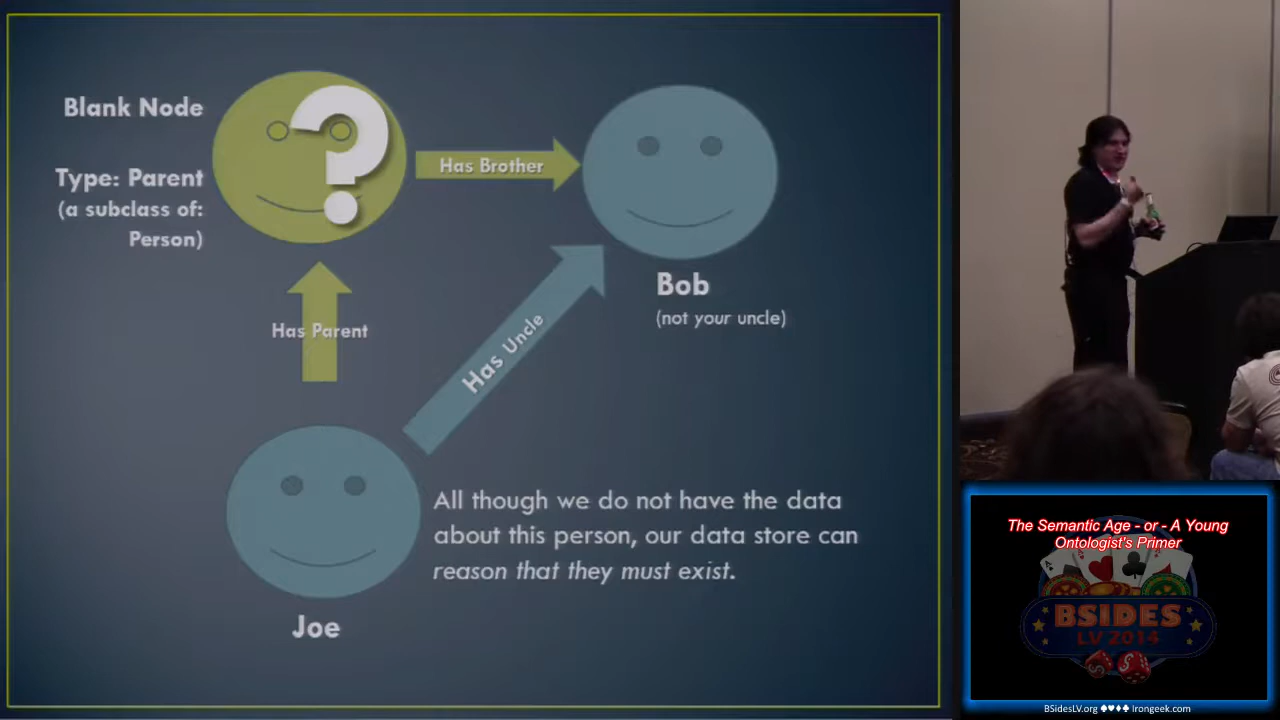 Blank Node
Type: Parent
(a subclass of:
Person)
?
Has Brother
Bob
(not your uncle)
Has Parent
Has Uncle
All though we do not have the data
about this person, our data store can
reason that they must exist.
Joe
The Semantic Age - or - A Young
Ontologist's Primer
BSIDES
LV 2014
BSidesLV.org ♠♥♦♣ Irongeek.com